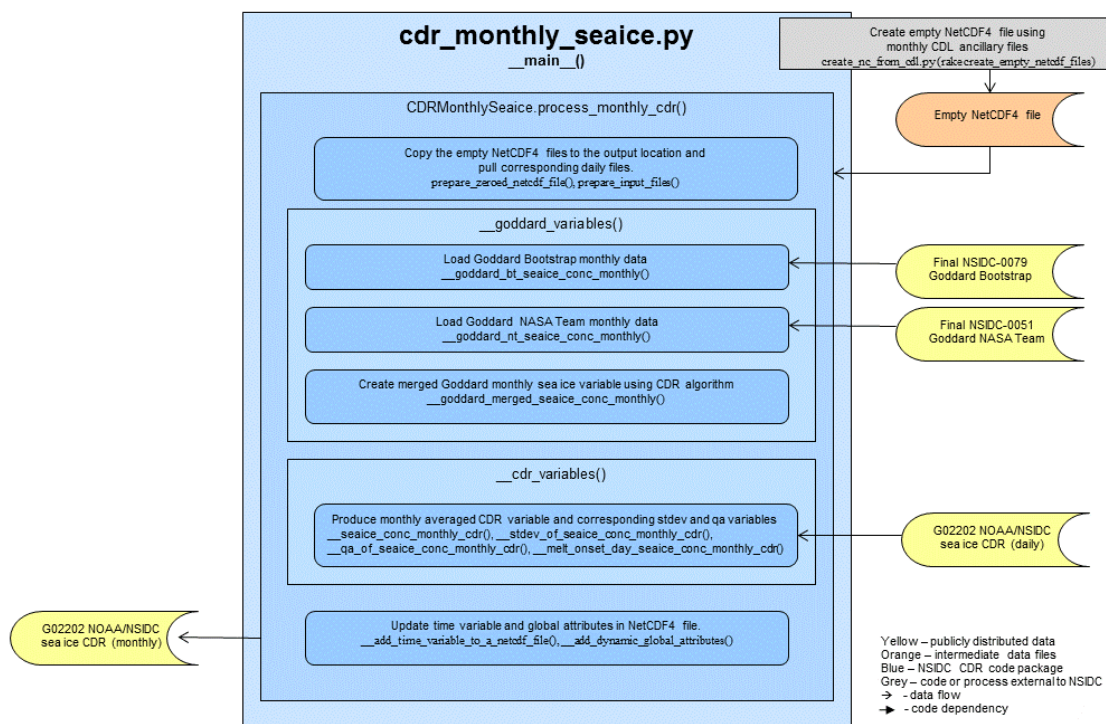 cdr_monthly_seaice.py
__main__()
Create empty NetCDF4 file using
monthly CDL ancillary files
create_nc_from_cdl.py (rakecreate_empty_netcdf_files)
Empty NetCDF4 file
CDRMonthlySeaice.process_monthly_cdr()
Copy the empty NetCDF4 files to the output location and
pull corresponding daily files.
prepare_zeroed_netcdf_file(), prepare_input_files()
__goddard_variables()
Load Goddard Bootstrap monthly data
__goddard_bt_seaice_conc_monthly()
Final NSIDC-0079
Goddard Bootstrap
Load Goddard NASA Team monthly data
__goddard_nt_seaice_conc_monthly()
Final NSIDC-0051
Goddard NASA Team
Create merged Goddard monthly sea ice variable using CDR algorithm
__goddard_merged_seaice_conc_monthly()
__cdr_variables()
Produce monthly averaged CDR variable and corresponding stdev and qa variables
__seaice_conc_monthly_cdr(), __stdev_of_seaice_conc_monthly_cdr(),
__qa_of_seaice_conc_monthly_cdr(), __melt_onset_day_seaice_conc_monthly_cdr()
G02202 NOAA/NSIDC
sea ice CDR (daily)
Update time variable and global attributes in NetCDF4 file.
__add_time_variable_to_a_netcdf_file(), __add_dynamic_global_attributes()
G02202 NOAA/NSIDC
sea ice CDR (monthly)
Yellow – publicly distributed data
Orange – intermediate data files
Blue – NSIDC CDR code package
Grey – code or process external to NSIDC
→ - data flow
➔ - code dependency